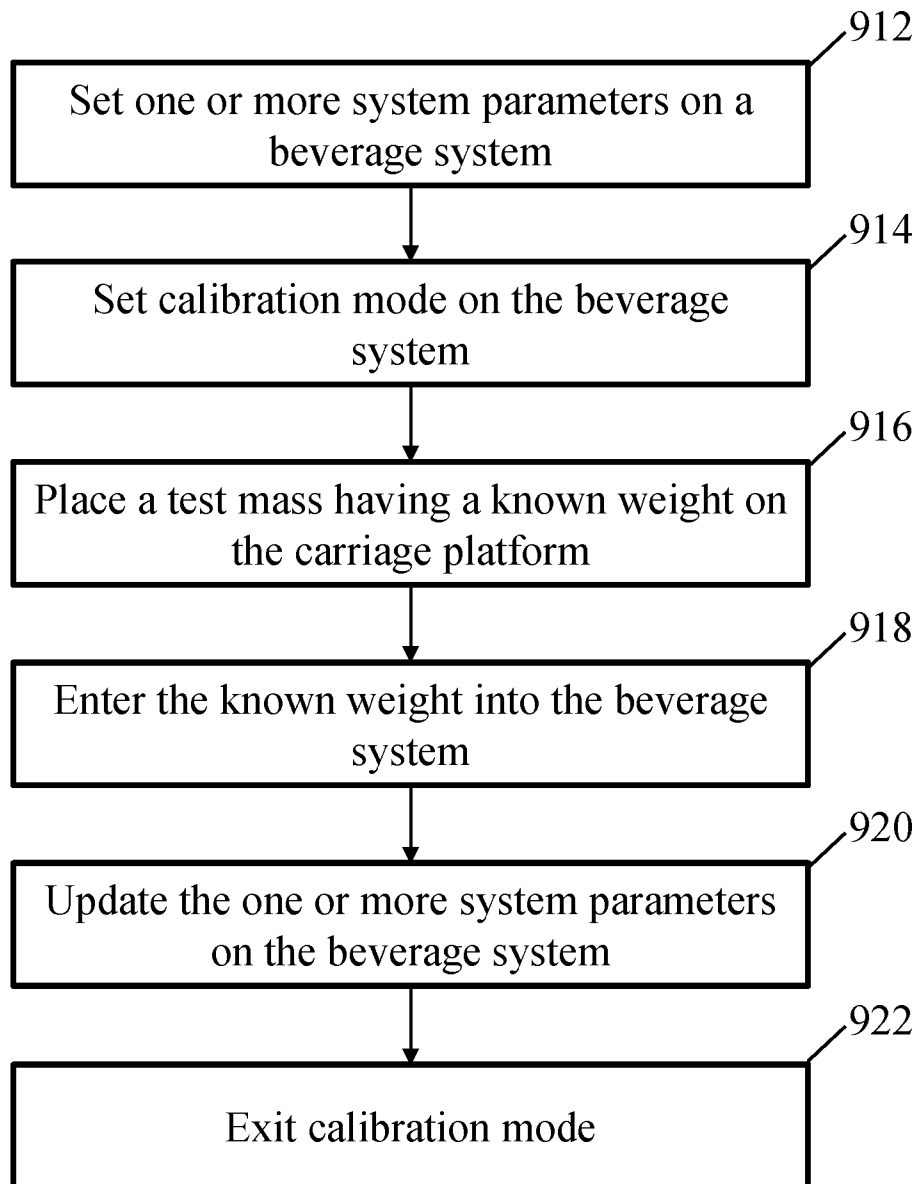 912
Set one or more system parameters on a
beverage system
914
Set calibration mode on the beverage
system
916
Place a test mass having a known weight on
the carriage platform
918
Enter the known weight into the beverage
system
920
Update the one or more system parameters
on the beverage system
922
Exit calibration mode